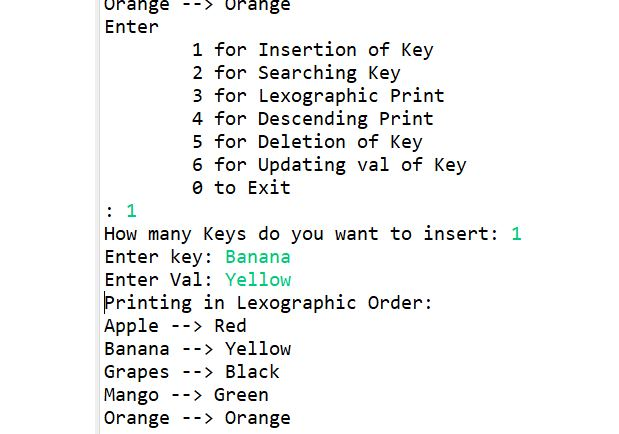 Orange --> Orange
Enter
1 for Insertion of Key
2 for Searching Key
3 for Lexographic Print
4 for Descending Print
5 for Deletion of Key
6 for Updating val of Key
0 to Exit
: 1
How many Keys do you want to insert: 1
Enter key: Banana
Enter Val: Yellow
Printing in Lexographic Order:
Apple --> Red
Banana --> Yellow
Grapes --> Black
Mango --> Green
Orange --> Orange